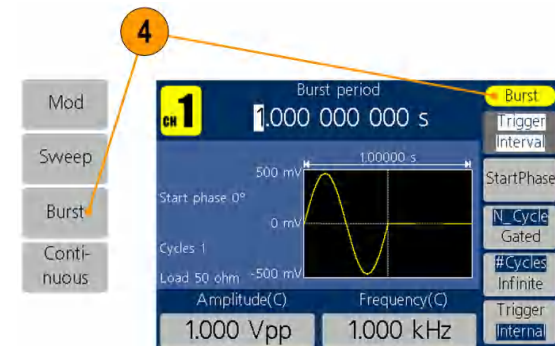 4
Mod
Sweep
Burst
Conti-
nuous
CH 1
Burst period
1.000 000 000 s
1.00000 s
500 mV
Start phase 0°
0 mV
Cycles 1
Load 50 ohm
-500 mV
Amplitude(C)
Frequency(C)
1.000 Vpp
1.000 kHz
Burst
Trigger
Interval
StartPhase
N_Cycle
Gated
#Cycles
Infinite
Trigger
Internal